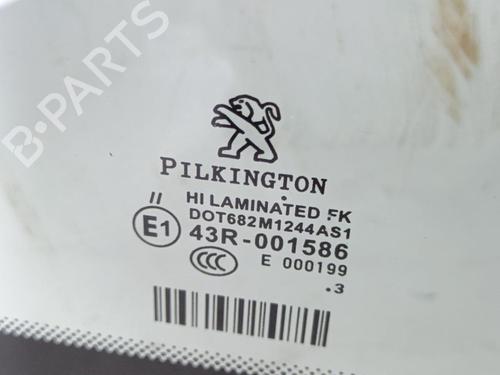 B·PARTS
PILKINGTON
II
HI LAMINATED FK
DOT682M1244AS1
E1
43R-001586
CCC
E 000199
.3